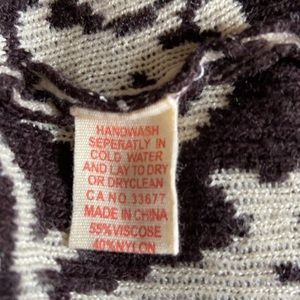 HANDWASH
SEPERATLY IN
COLD WATER
AND LAY TO DRY
OR DRYCLEAN
CA NO. 33677
MADE IN CHINA
55%VISCOSE
40%NYLON